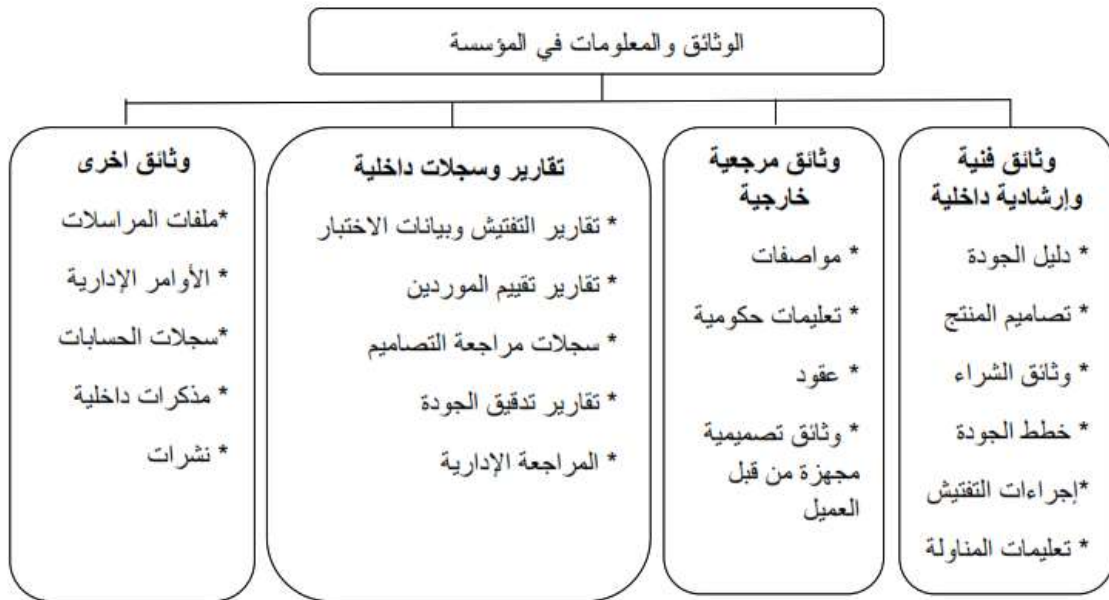 الوثائق والمعلومات في المؤسسة
وثائق فنية
وإرشادية داخلية
* دليل الجودة
* تصاميم المنتج
* وثائق الشراء
* خطط الجودة
*إجراءات التفتيش
* تعليمات المناولة
وثائق مرجعية
خارجية
* مواصفات
* تعليمات حكومية
* عقود
* وثائق تصميمية
مجهزة من قبل
العميل
تقارير وسجلات داخلية
* تقارير التفتيش وبيانات الاختبار
* تقارير تقييم الموردين
* سجلات مراجعة التصاميم
* تقارير تدقيق الجودة
* المراجعة الإدارية
وثائق اخرى
*ملفات المراسلات
* الأوامر الإدارية
*سجلات الحسابات
* مذكرات داخلية
* نشرات